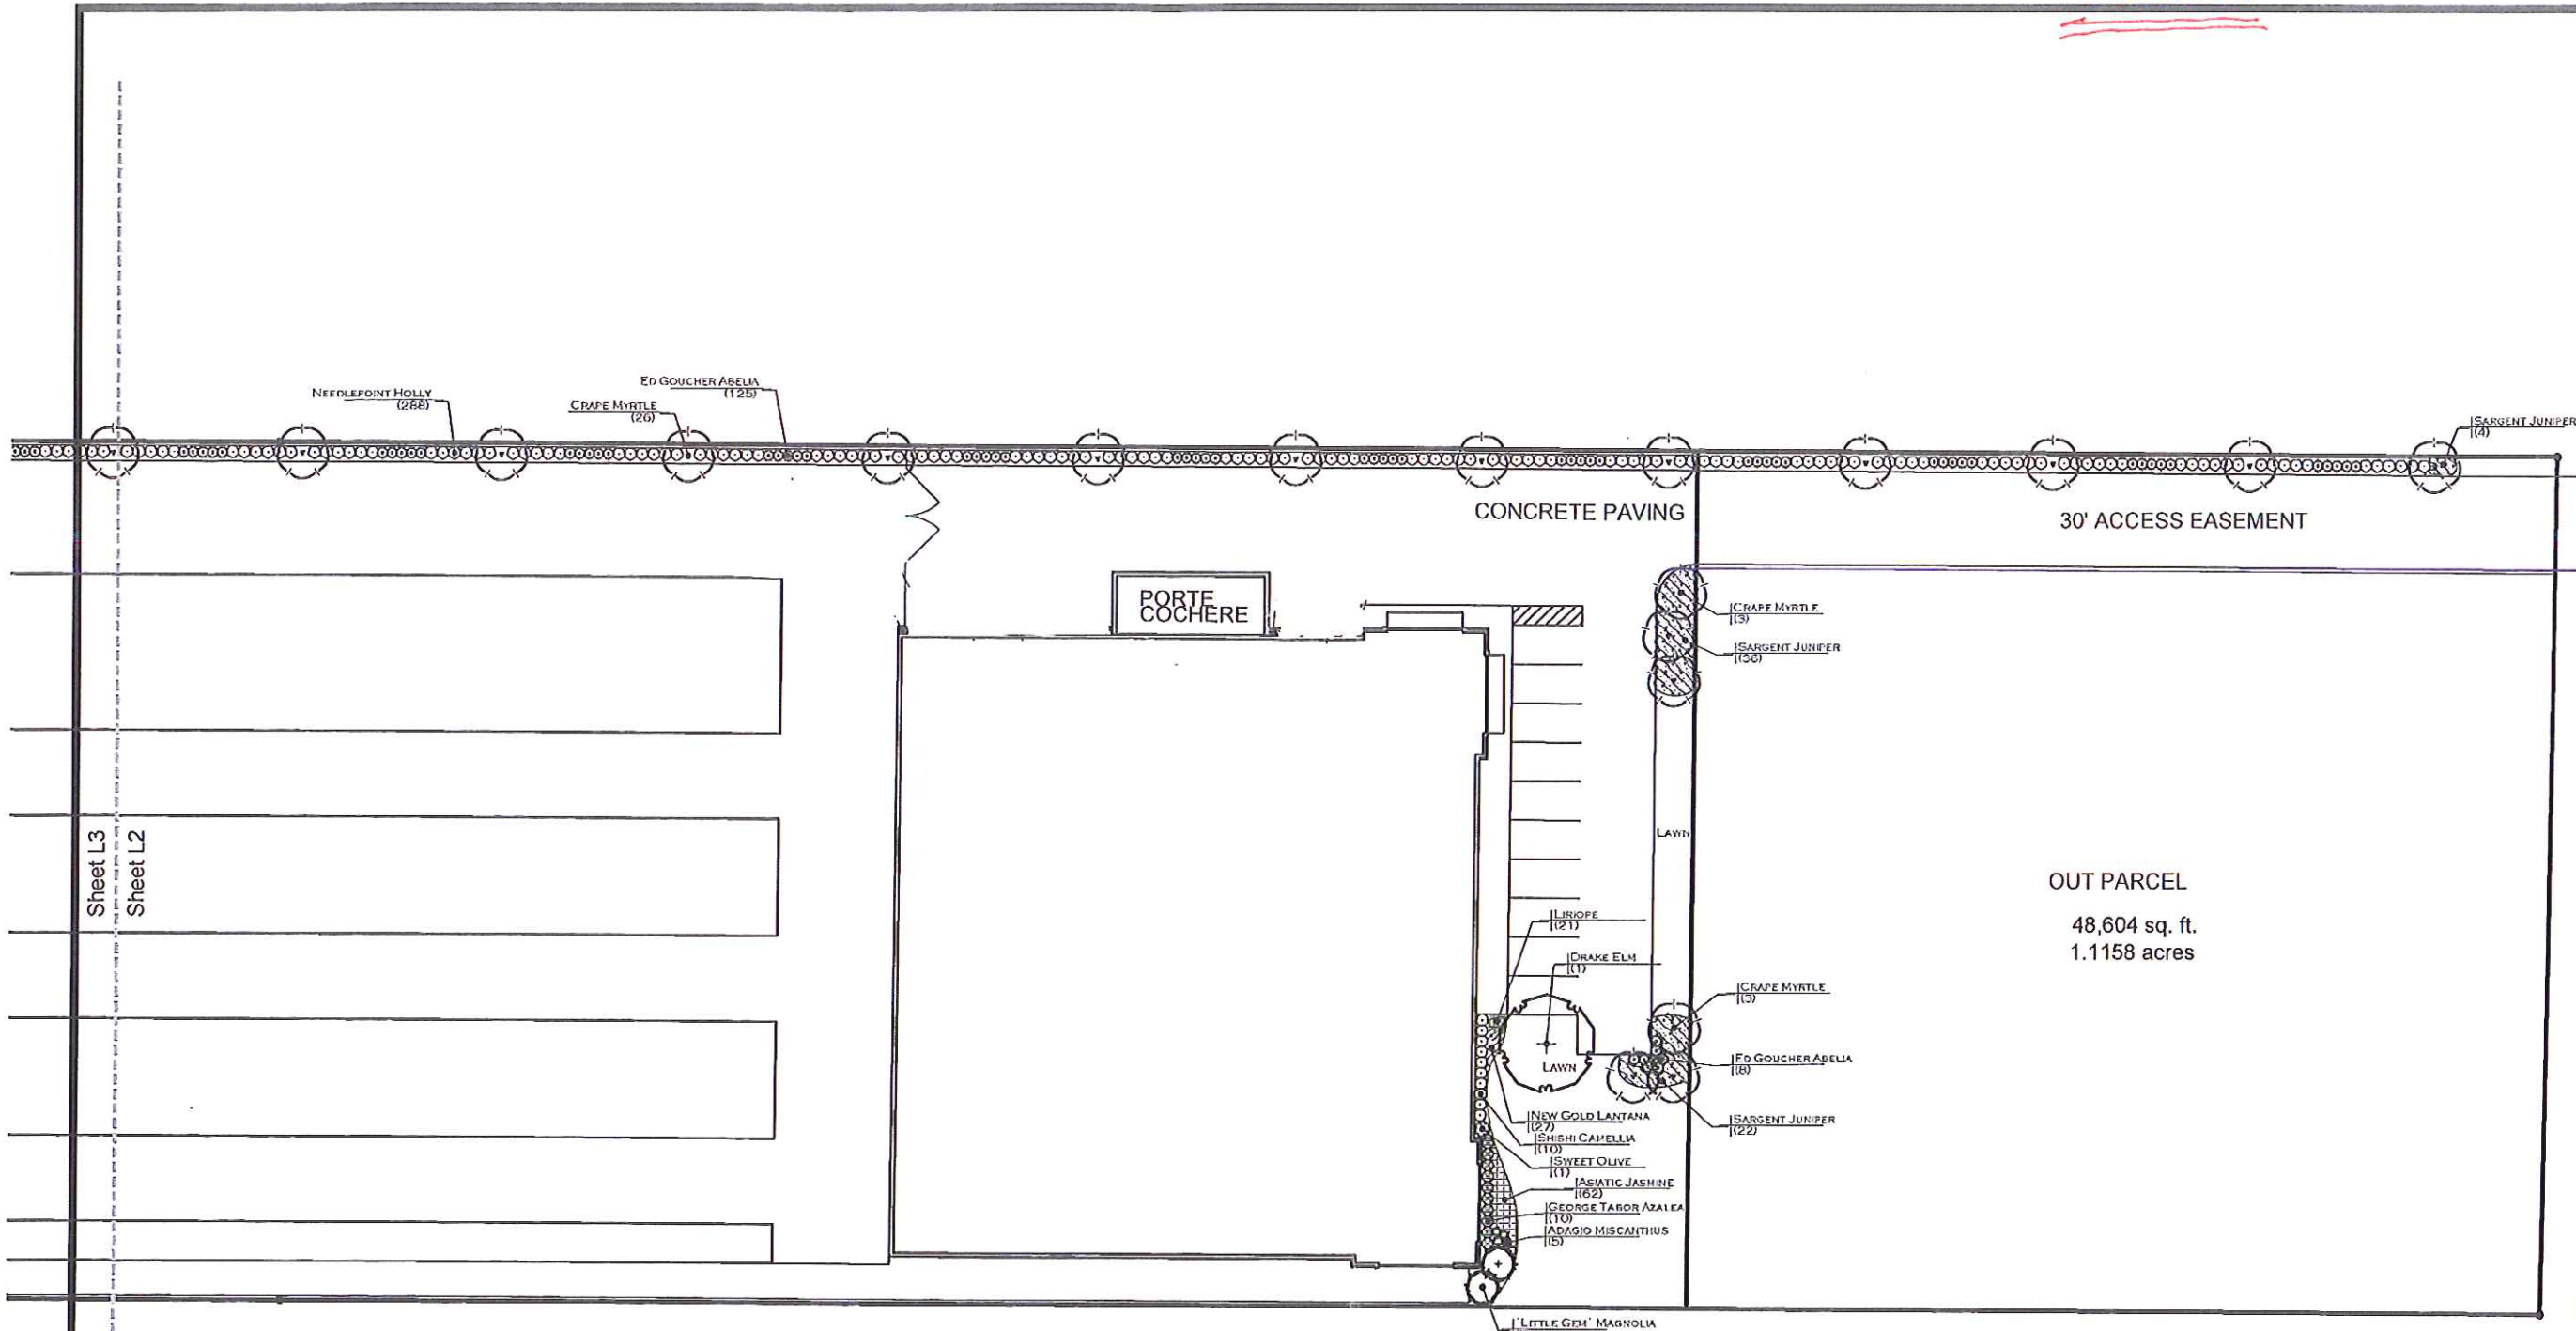 NEEDLEPOINT HOLLY
(288)
CRAPE MYRTLE
(26)
ED GOUCHER ABELIA
(125)
SARGENT JUNIPER
(4)
CONCRETE PAVING
30' ACCESS EASEMENT
PORTE
COCHERE
CRAPE MYRTLE
(3)
SARGENT JUNIPER
(36)
LAWN
Sheet L3
Sheet L2
OUT PARCEL
48,604 sq. ft.
1.1158 acres
LIRIOPE
(21)
DRAKE ELM
(1)
CRAPE MYRTLE
(3)
LAWN
ED GOUCHER ABELIA
(8)
SARGENT JUNIPER
(22)
NEW GOLD LANTANA
(27)
SHISHI CAMELLIA
(10)
SWEET OLIVE
(1)
ASIATIC JASMINE
(62)
GEORGE TABOR AZALEA
(10)
ADAGIO MISCANTHUS
(5)
'LITTLE GEM' MAGNOLIA